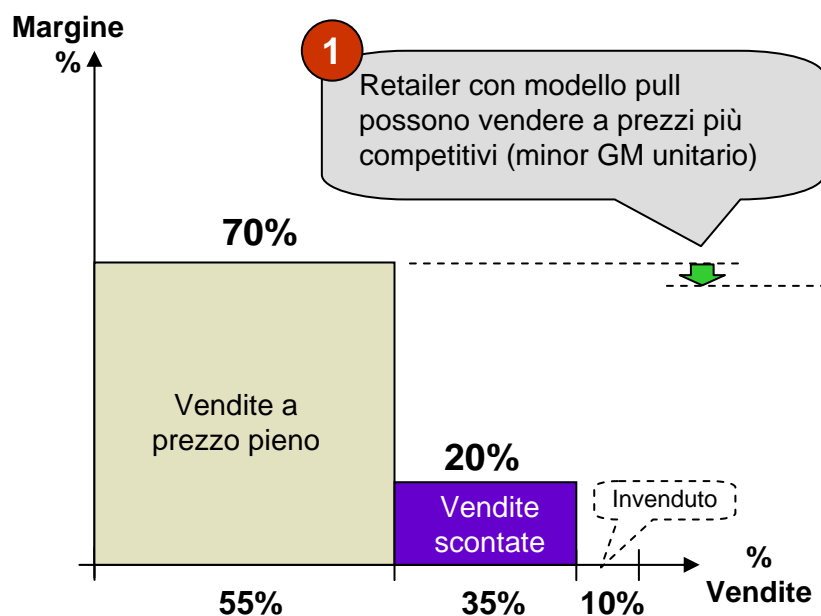 Margine
%
1
Retailer con modello pull
possono vendere a prezzi più
competitivi (minor GM unitario)
70%
Vendite a
prezzo pieno
20%
Vendite
scontate
Invenduto
%
Vendite
55%
35%
10%